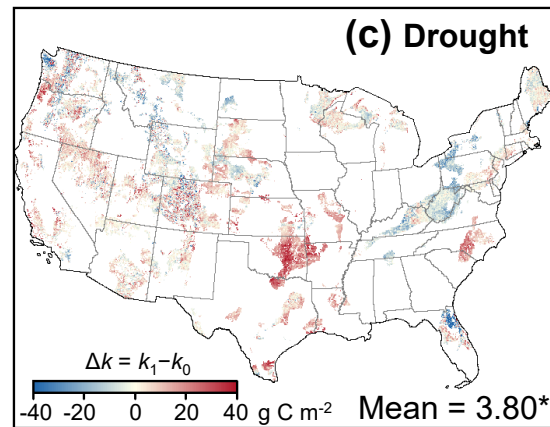 (c) Drought
Δk = k₁−k₀
-40 -20 0 20 40 g C m⁻²
Mean = 3.80*